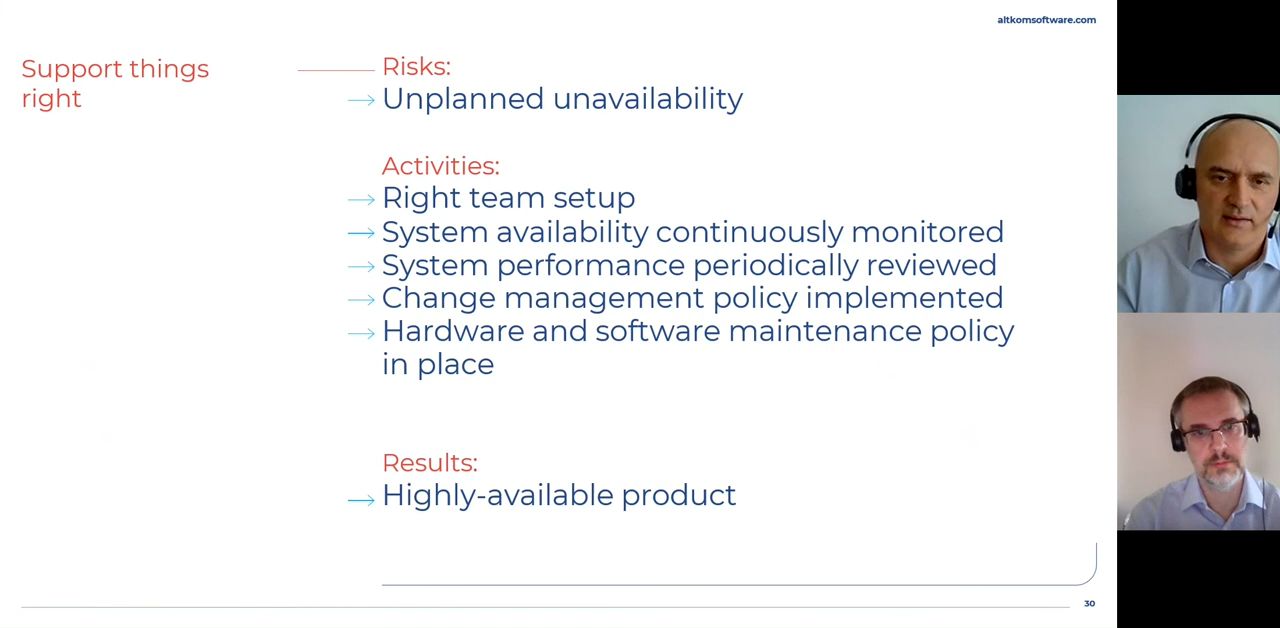 altkomsoftware.com
Support things
right
Risks:
Unplanned unavailability
Activities:
Right team setup
System availability continuously monitored
System performance periodically reviewed
Change management policy implemented
Hardware and software maintenance policy
in place
Results:
Highly-available product
30